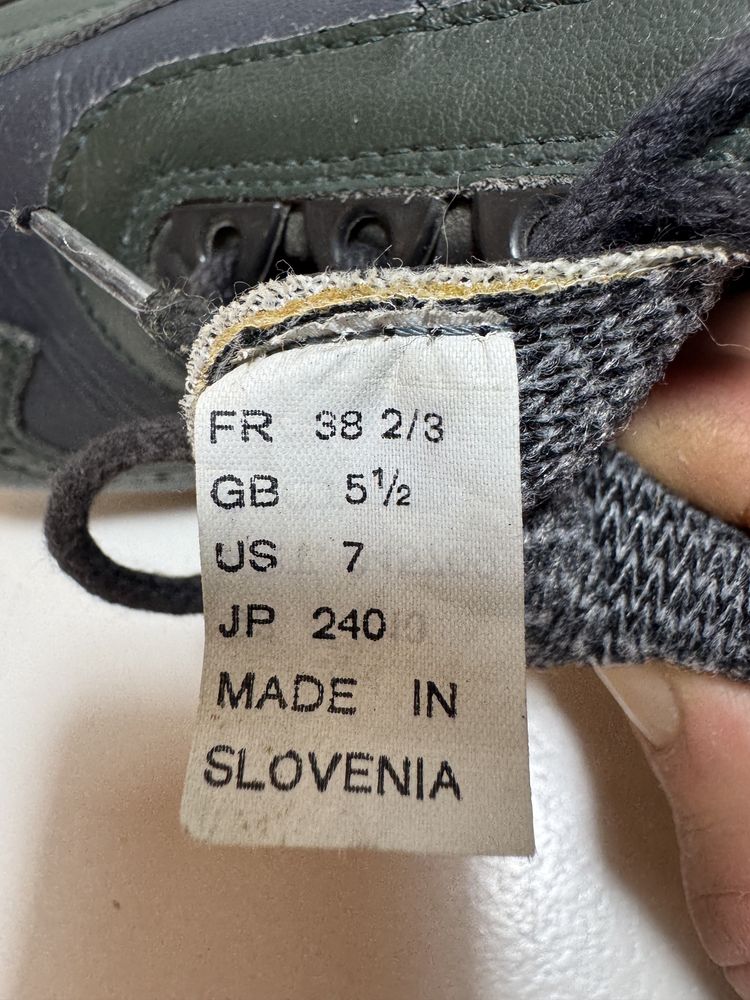 FR 38 2/3
GB 5½
US 7
JP 240
MADE IN
SLOVENIA